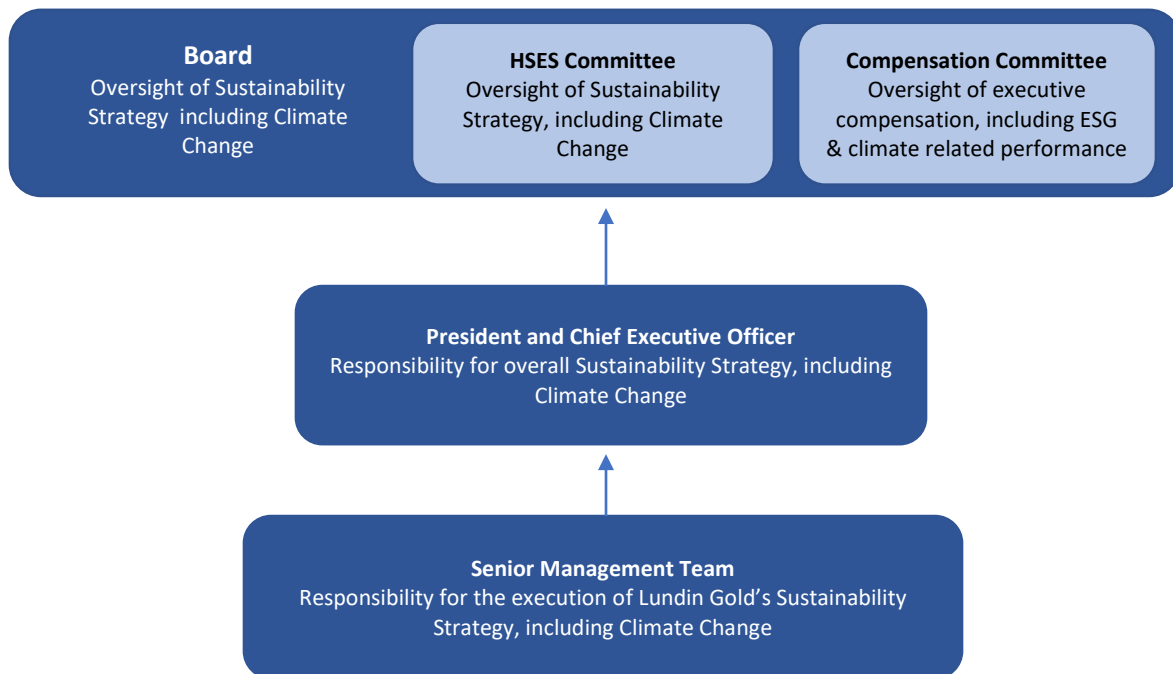 Board
Oversight of Sustainability
Strategy including Climate
Change
HSES Committee
Oversight of Sustainability
Strategy, including Climate
Change
Compensation Committee
Oversight of executive
compensation, including ESG
& climate related performance
President and Chief Executive Officer
Responsibility for overall Sustainability Strategy, including
Climate Change
Senior Management Team
Responsibility for the execution of Lundin Gold’s Sustainability
Strategy, including Climate Change